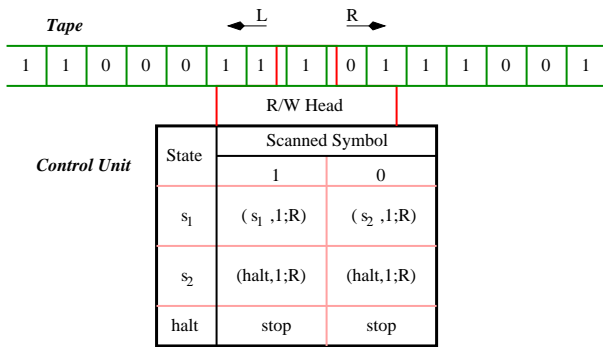 L R
Tape
1 1 0 0 0 1 1 1 0 1 1 1 0 0 1
R/W Head
State Scanned Symbol
Control Unit
1 0
s1 (s1,1;R) (s2,1;R)
s2 (halt,1;R) (halt,1;R)
halt stop stop